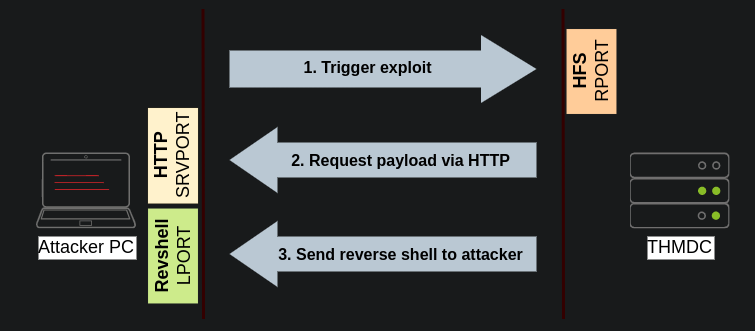 1. Trigger exploit
HFS
RPORT
HTTP
SRVPORT
2. Request payload via HTTP
Revshell
LPORT
3. Send reverse shell to attacker
Attacker PC
THMDC